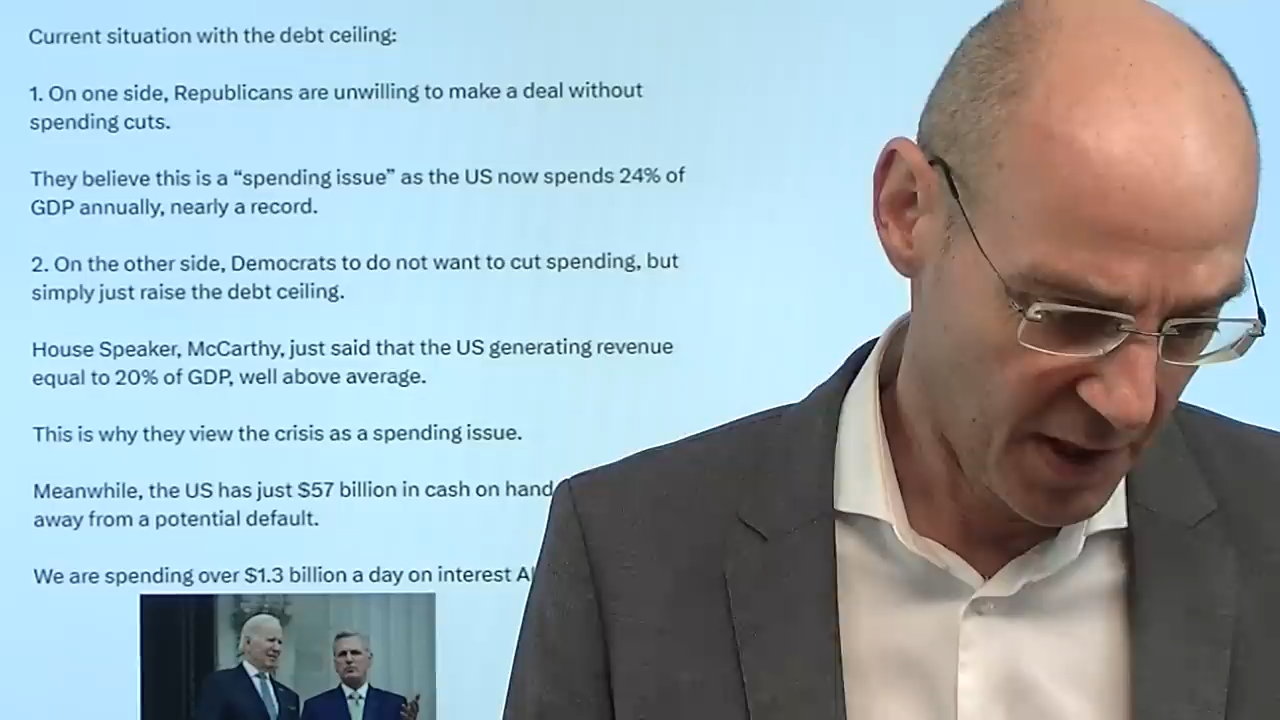 Current situation with the debt ceiling:
1. On one side, Republicans are unwilling to make a deal without
spending cuts.
They believe this is a “spending issue” as the US now spends 24% of
GDP annually, nearly a record.
2. On the other side, Democrats to do not want to cut spending, but
simply just raise the debt ceiling.
House Speaker, McCarthy, just said that the US generating revenue
equal to 20% of GDP, well above average.
This is why they view the crisis as a spending issue.
Meanwhile, the US has just $57 billion in cash on hand
away from a potential default.
We are spending over $1.3 billion a day on interest